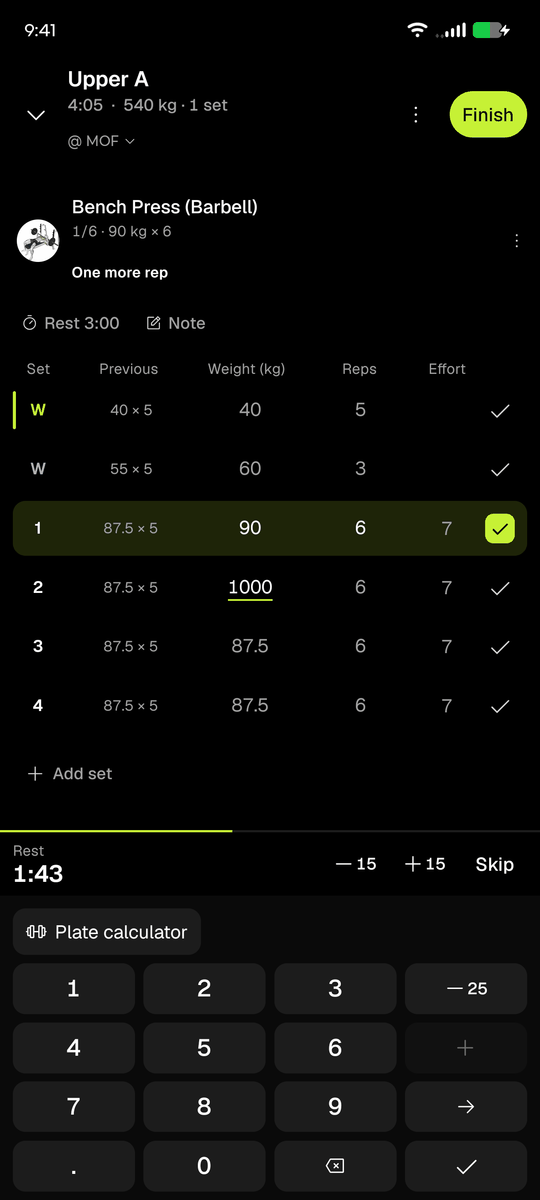 9:41
Upper A
4:05 · 540 kg · 1 set
@ MOF
Finish
Bench Press (Barbell)
1/6 · 90 kg × 6
One more rep
Rest 3:00 Note
Set Previous Weight (kg) Reps Effort
W 40 × 5 40 5
W 55 × 5 60 3
1 87.5 × 5 90 6 7
2 87.5 × 5 1000 6 7
3 87.5 × 5 87.5 6 7
4 87.5 × 5 87.5 6 7
+ Add set
Rest
1:43
— 15 + 15 Skip
Plate calculator
1 2 3 — 25
4 5 6 +
7 8 9 →
. 0